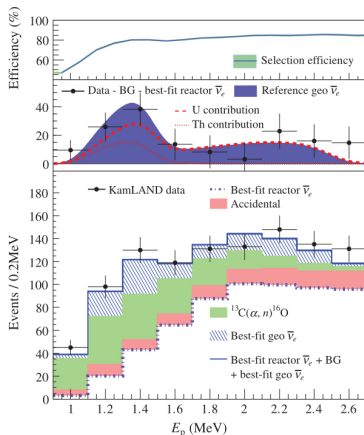 Efficiency (%)
100
80
60
Selection efficiency
Data - BG - best-fit reactor ν̅e
Reference geo ν̅e
U contribution
Th contribution
40
20
0
Events / 0.2MeV
KamLAND data
Best-fit reactor ν̅e
Accidental
¹³C(α, n)¹⁶O
Best-fit geo ν̅e
Best-fit reactor ν̅e + BG
+ best-fit geo ν̅e
180
160
140
120
100
80
60
40
20
0
1 1.2 1.4 1.6 1.8 2 2.2 2.4 2.6
Ep (MeV)